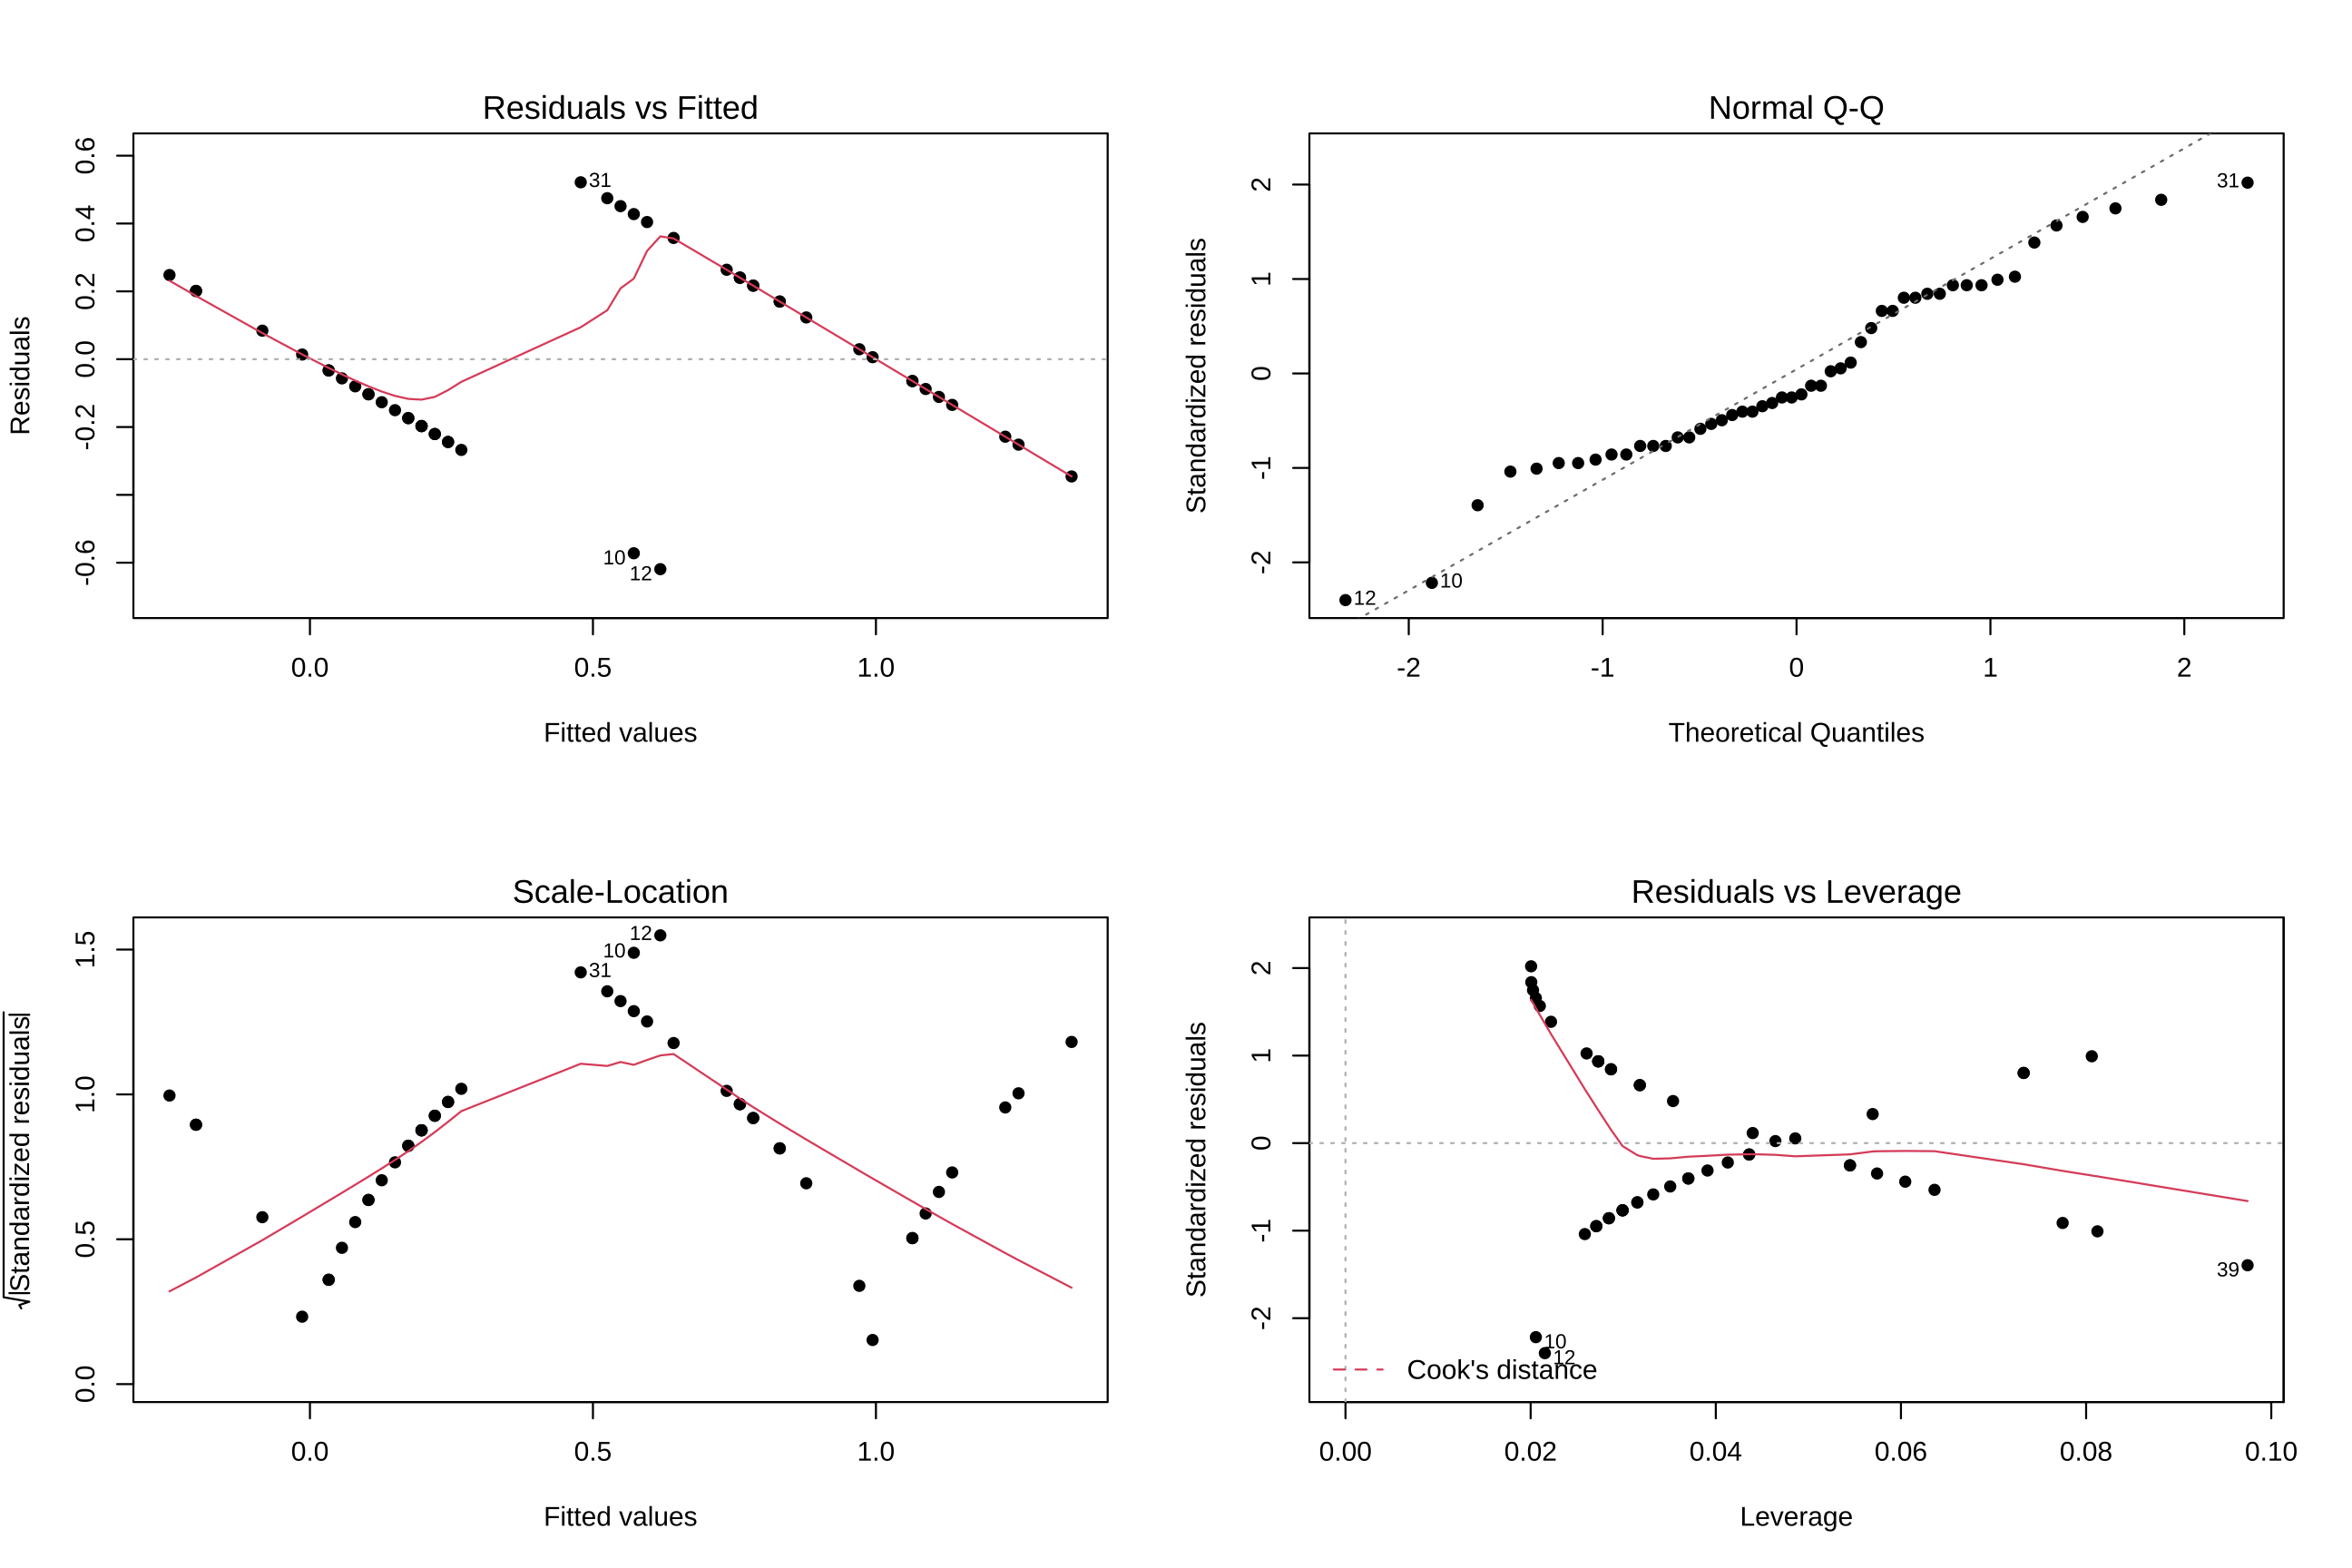 Residuals vs Fitted
Residuals
0.6
0.4
0.2
0.0
-0.2
-0.6
31
10
12
0.0 0.5 1.0
Fitted values
Normal Q-Q
Standardized residuals
2
1
0
-1
-2
31
10
12
-2 -1 0 1 2
Theoretical Quantiles
Scale-Location
√|Standardized residuals|
1.5
1.0
0.5
0.0
12
10
31
0.0 0.5 1.0
Fitted values
Residuals vs Leverage
Standardized residuals
2
1
0
-1
-2
39
10
12
Cook's distance
0.00 0.02 0.04 0.06 0.08 0.10
Leverage